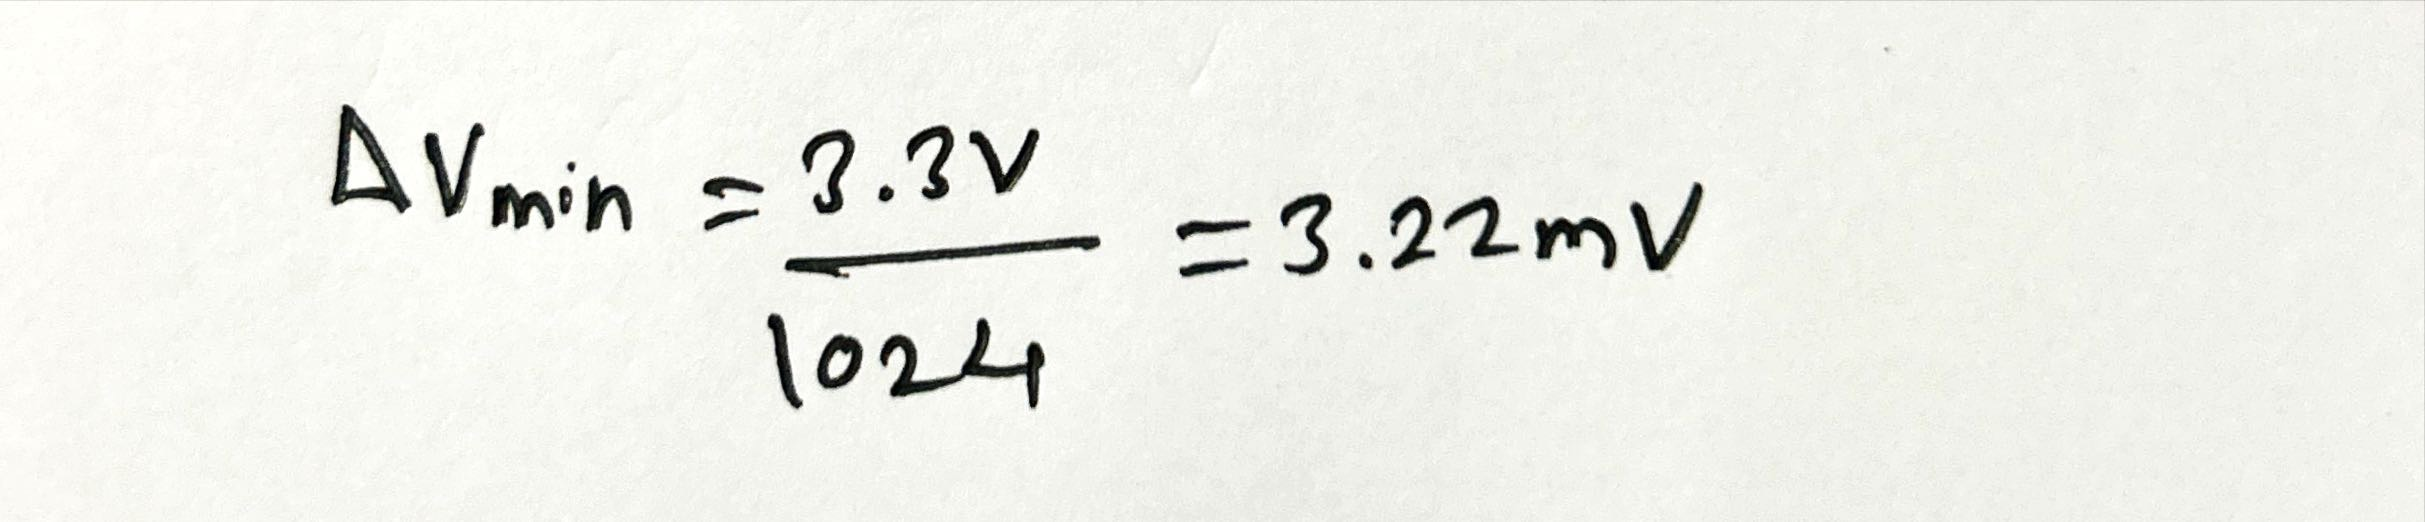 ΔVmin = 3.3V / 1024 = 3.22mV